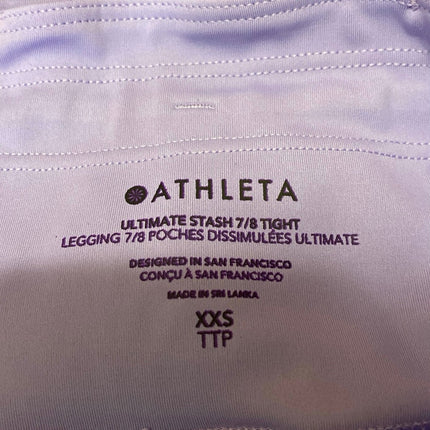 ATHLETA
ULTIMATE STASH 7/8 TIGHT
LEGGING 7/8 POCHES DISSIMULÉES ULTIMATE
DESIGNED IN SAN FRANCISCO
CONÇU À SAN FRANCISCO
MADE IN SRI LANKA
XXS
TTP